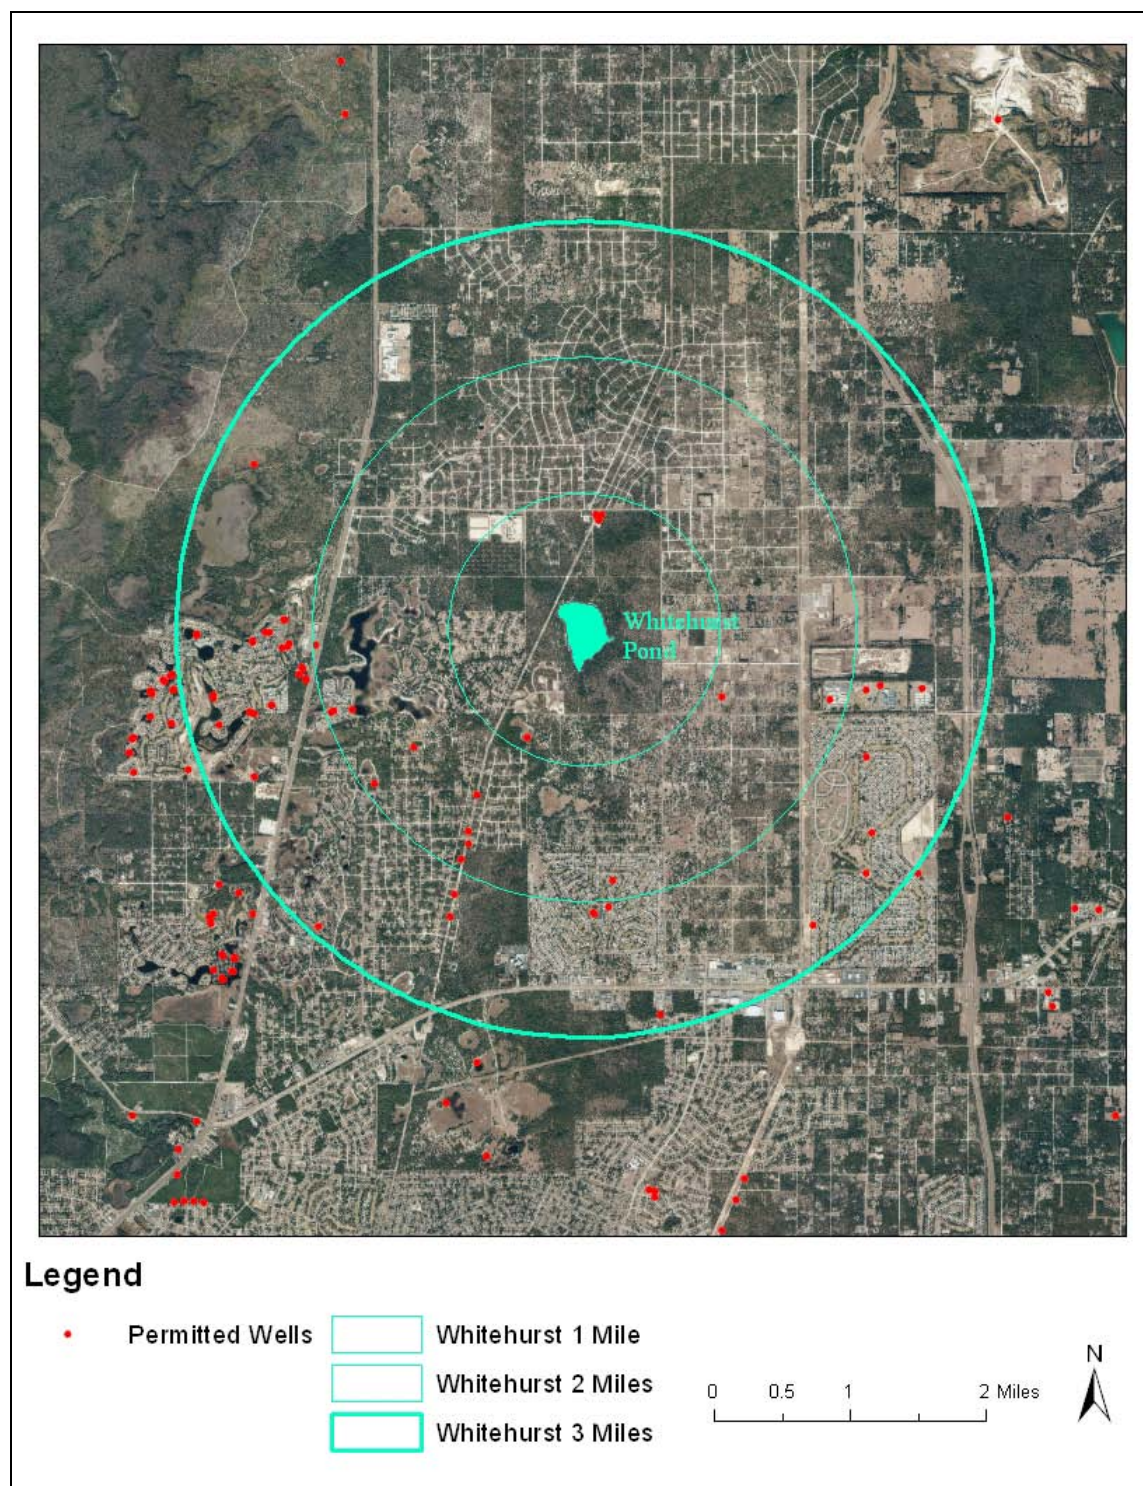 Whitehurst
Pond
Legend
Permitted Wells
Whitehurst 1 Mile
Whitehurst 2 Miles
Whitehurst 3 Miles
0 0.5 1 2 Miles
N